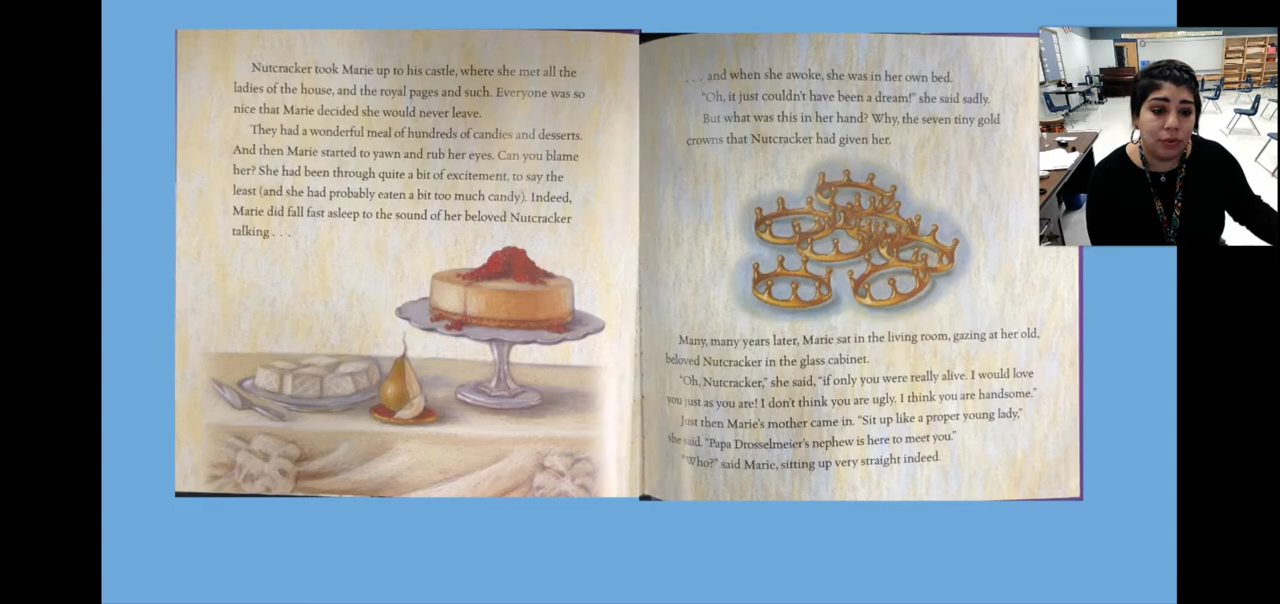 Nutcracker took Marie up to his castle, where she met all the
ladies of the house, and the royal pages and such. Everyone was so
nice that Marie decided she would never leave.
They had a wonderful meal of hundreds of candies and desserts.
And then Marie started to yawn and rub her eyes. Can you blame
her? She had been through quite a bit of excitement, to say the
least (and she had probably eaten a bit too much candy). Indeed,
Marie did fall fast asleep to the sound of her beloved Nutcracker
talking . . .
. . . and when she awoke, she was in her own bed.
"Oh, it just couldn't have been a dream!" she said sadly.
But what was this in her hand? Why, the seven tiny gold
crowns that Nutcracker had given her.
Many, many years later, Marie sat in the living room, gazing at her old,
beloved Nutcracker in the glass cabinet.
"Oh, Nutcracker," she said, "if only you were really alive. I would love
you just as you are! I don't think you are ugly. I think you are handsome."
Just then Marie's mother came in. "Sit up like a proper young lady,"
she said. "Papa Drosselmeier's nephew is here to meet you."
"Who?" said Marie, sitting up very straight indeed.